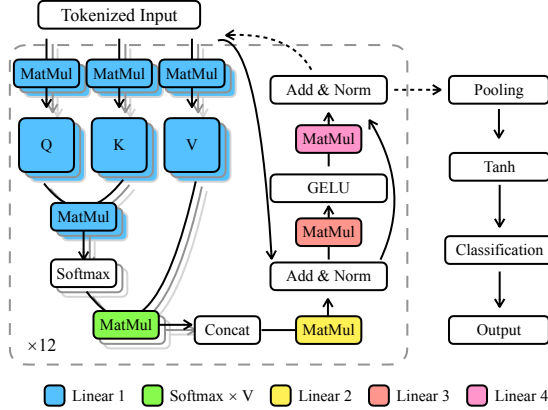 Tokenized Input
MatMul MatMul MatMul
Q K V
MatMul
Softmax
MatMul
Concat
MatMul
Add & Norm
MatMul
GELU
MatMul
Add & Norm
×12
Pooling
Tanh
Classification
Output
Linear 1 Softmax × V Linear 2 Linear 3 Linear 4